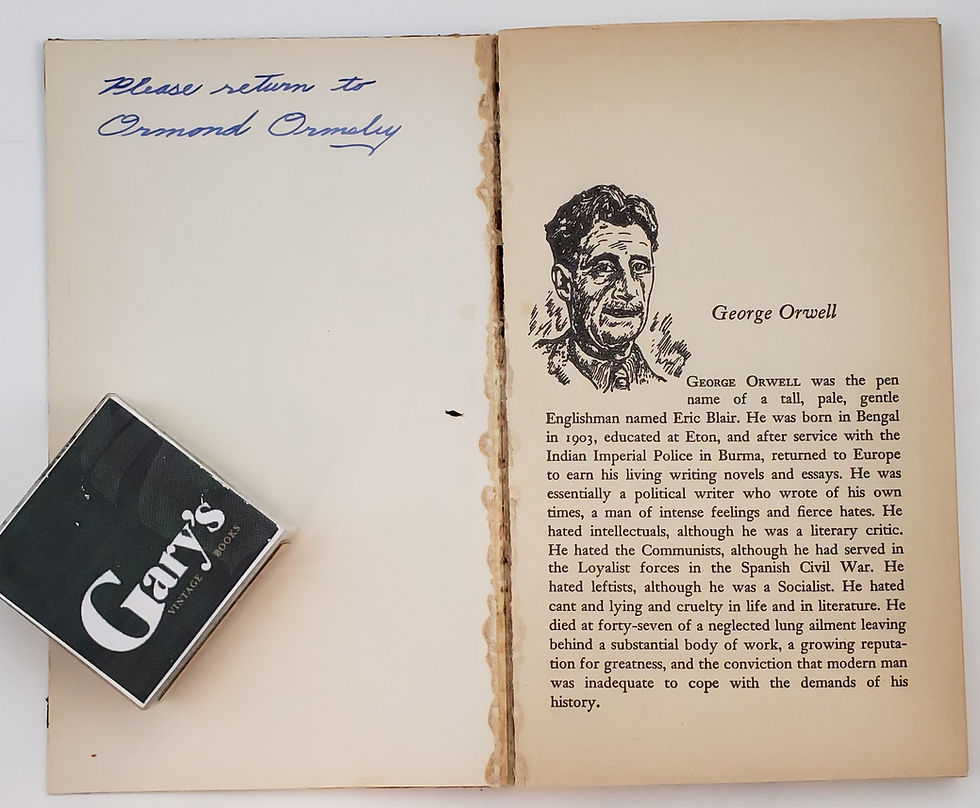 Please return to
Ormond Ormsby
Gary's
VINTAGE BOOKS
George Orwell
GEORGE ORWELL was the pen
name of a tall, pale, gentle
Englishman named Eric Blair. He was born in Bengal
in 1903, educated at Eton, and after service with the
Indian Imperial Police in Burma, returned to Europe
to earn his living writing novels and essays. He was
essentially a political writer who wrote of his own
times, a man of intense feelings and fierce hates. He
hated intellectuals, although he was a literary critic.
He hated the Communists, although he had served in
the Loyalist forces in the Spanish Civil War. He
hated leftists, although he was a Socialist. He hated
cant and lying and cruelty in life and in literature. He
died at forty-seven of a neglected lung ailment leaving
behind a substantial body of work, a growing reputa-
tion for greatness, and the conviction that modern man
was inadequate to cope with the demands of his
history.